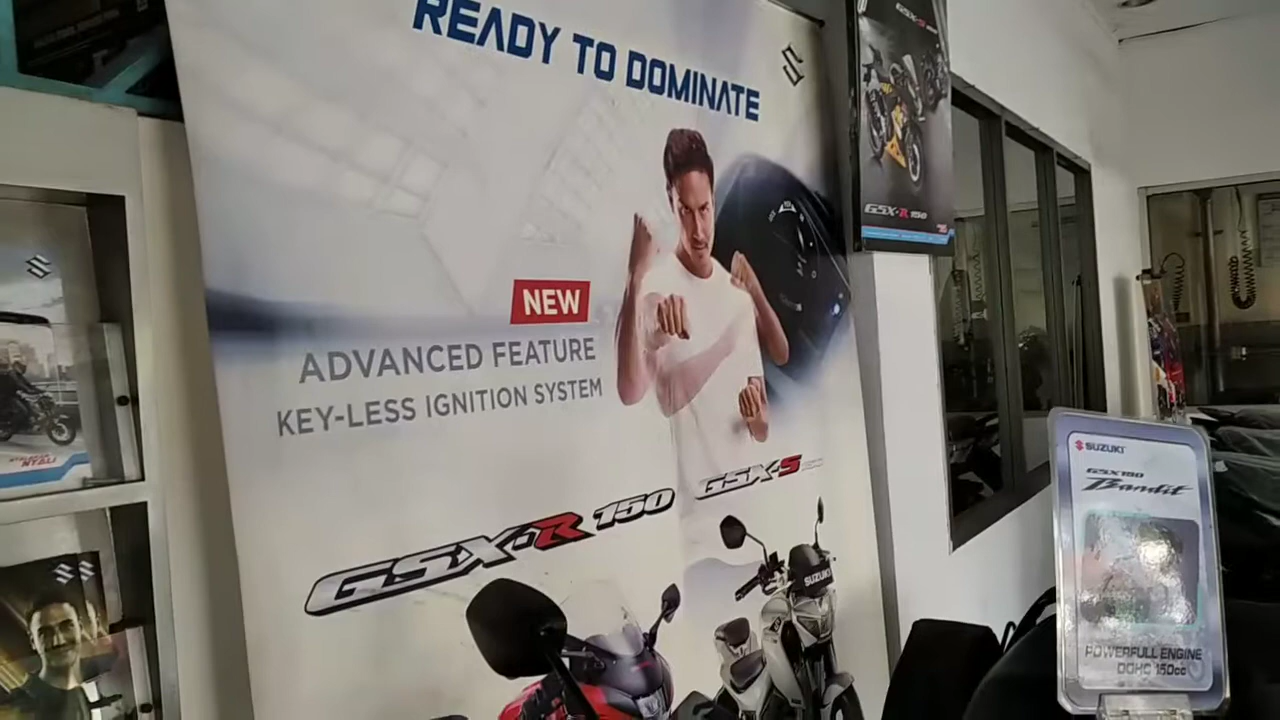 READY TO DOMINATE
NEW
ADVANCED FEATURE
KEY-LESS IGNITION SYSTEM
GSX-R 150
GSX-S
SUZUKI
GSX-R 150
SUZUKI
GSX150
Bandit
POWERFULL ENGINE
DOHC 150cc